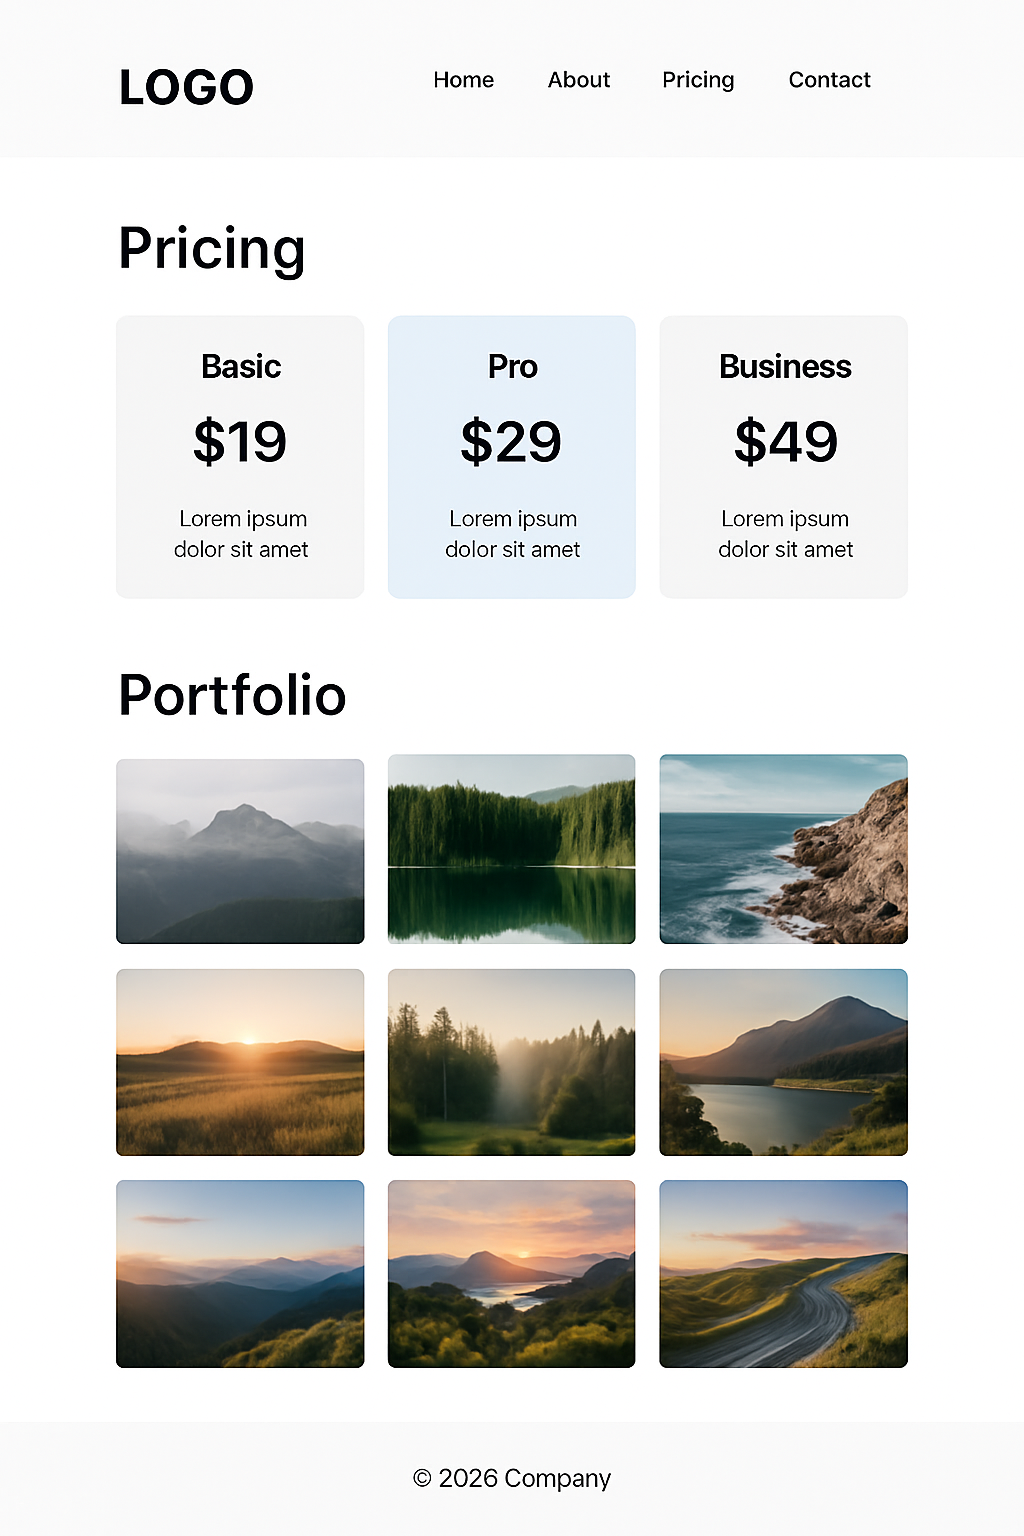 LOGO
Home About Pricing Contact
Pricing
Basic
$19
Lorem ipsum
dolor sit amet
Pro
$29
Lorem ipsum
dolor sit amet
Business
$49
Lorem ipsum
dolor sit amet
Portfolio
© 2026 Company